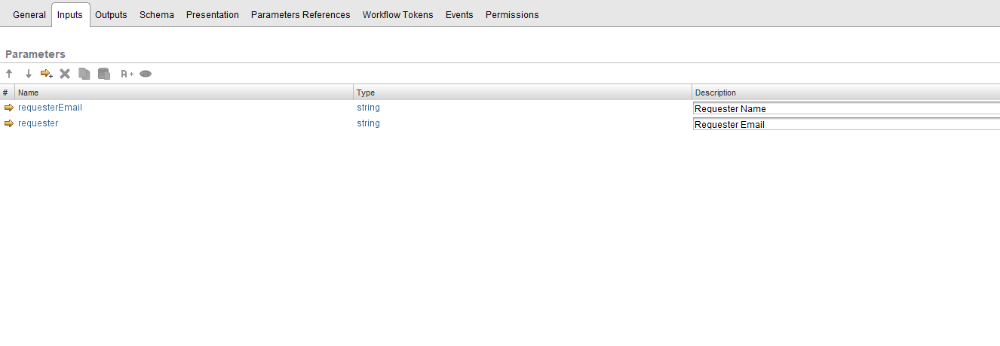 General Inputs Outputs Schema Presentation Parameters References Workflow Tokens Events Permissions
Parameters
A +
# Name Type Description
requesterEmail string Requester Name
requester string Requester Email